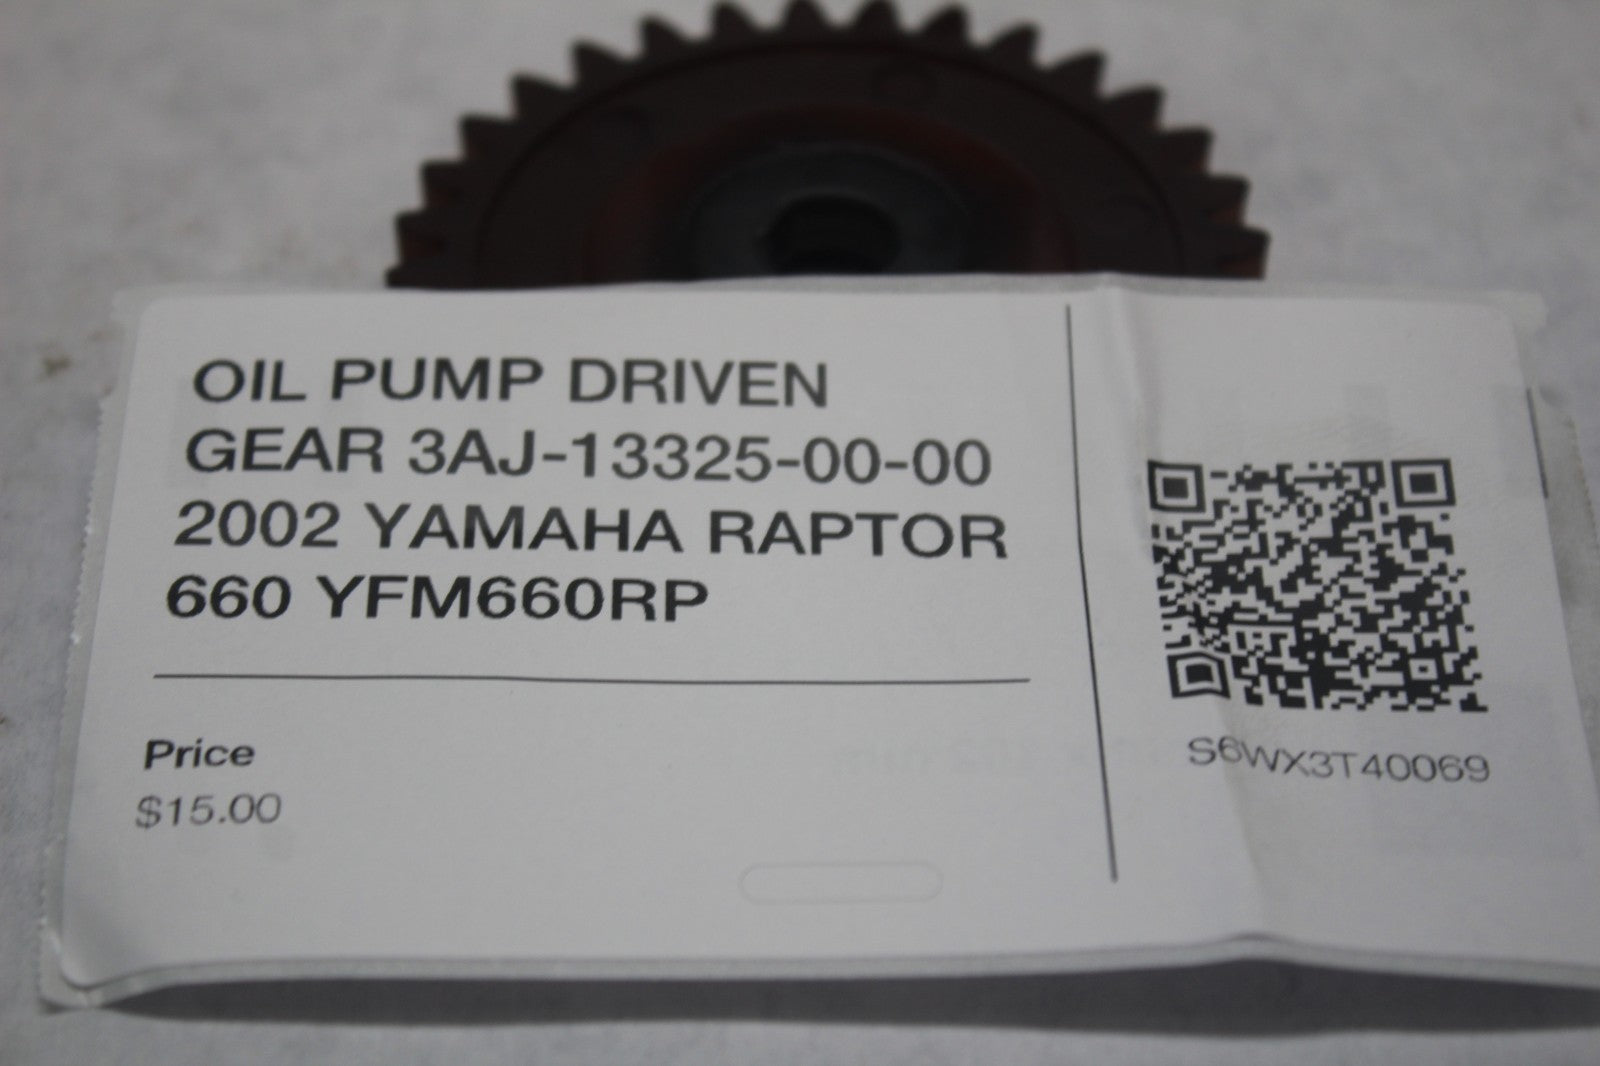 OIL PUMP DRIVEN
GEAR 3AJ-13325-00-00
2002 YAMAHA RAPTOR
660 YFM660RP
Price
$15.00
S6WX3T40069